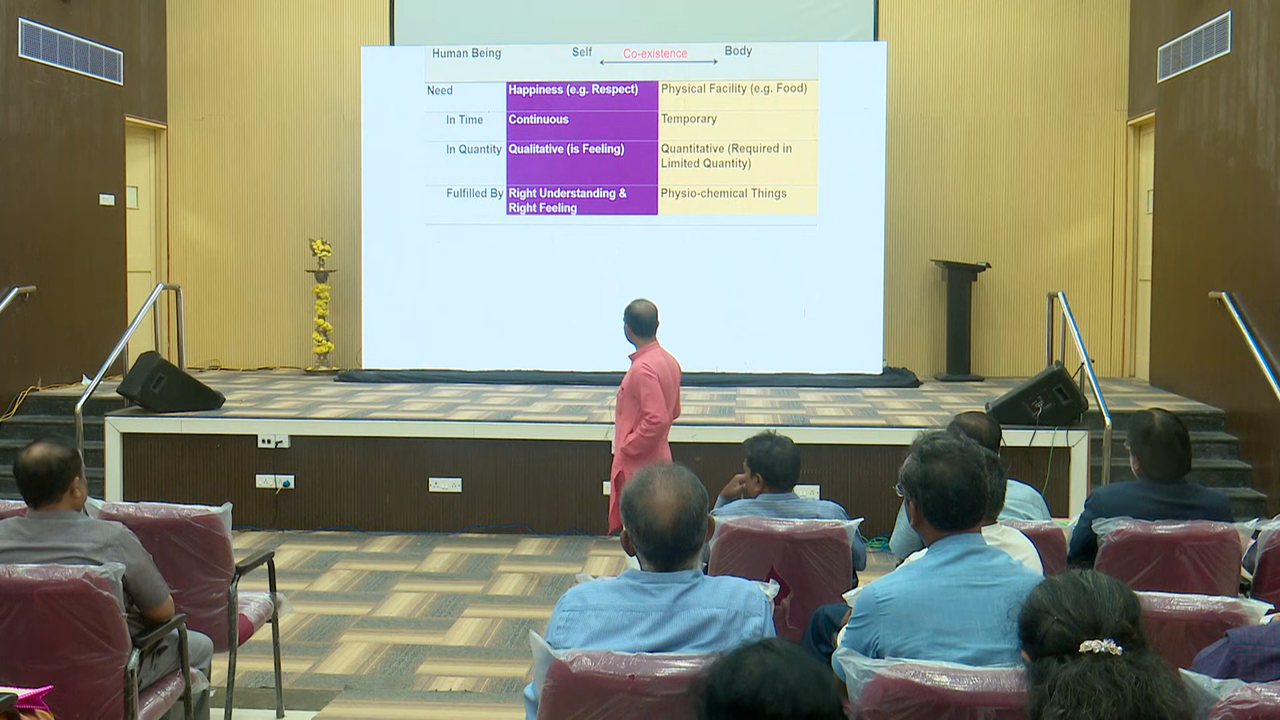 Human Being Self Co-existence Body
Need Happiness (e.g. Respect) Physical Facility (e.g. Food)
In Time Continuous Temporary
In Quantity Qualitative (is Feeling) Quantitative (Required in
Limited Quantity)
Fulfilled By Right Understanding & Physio-chemical Things
Right Feeling